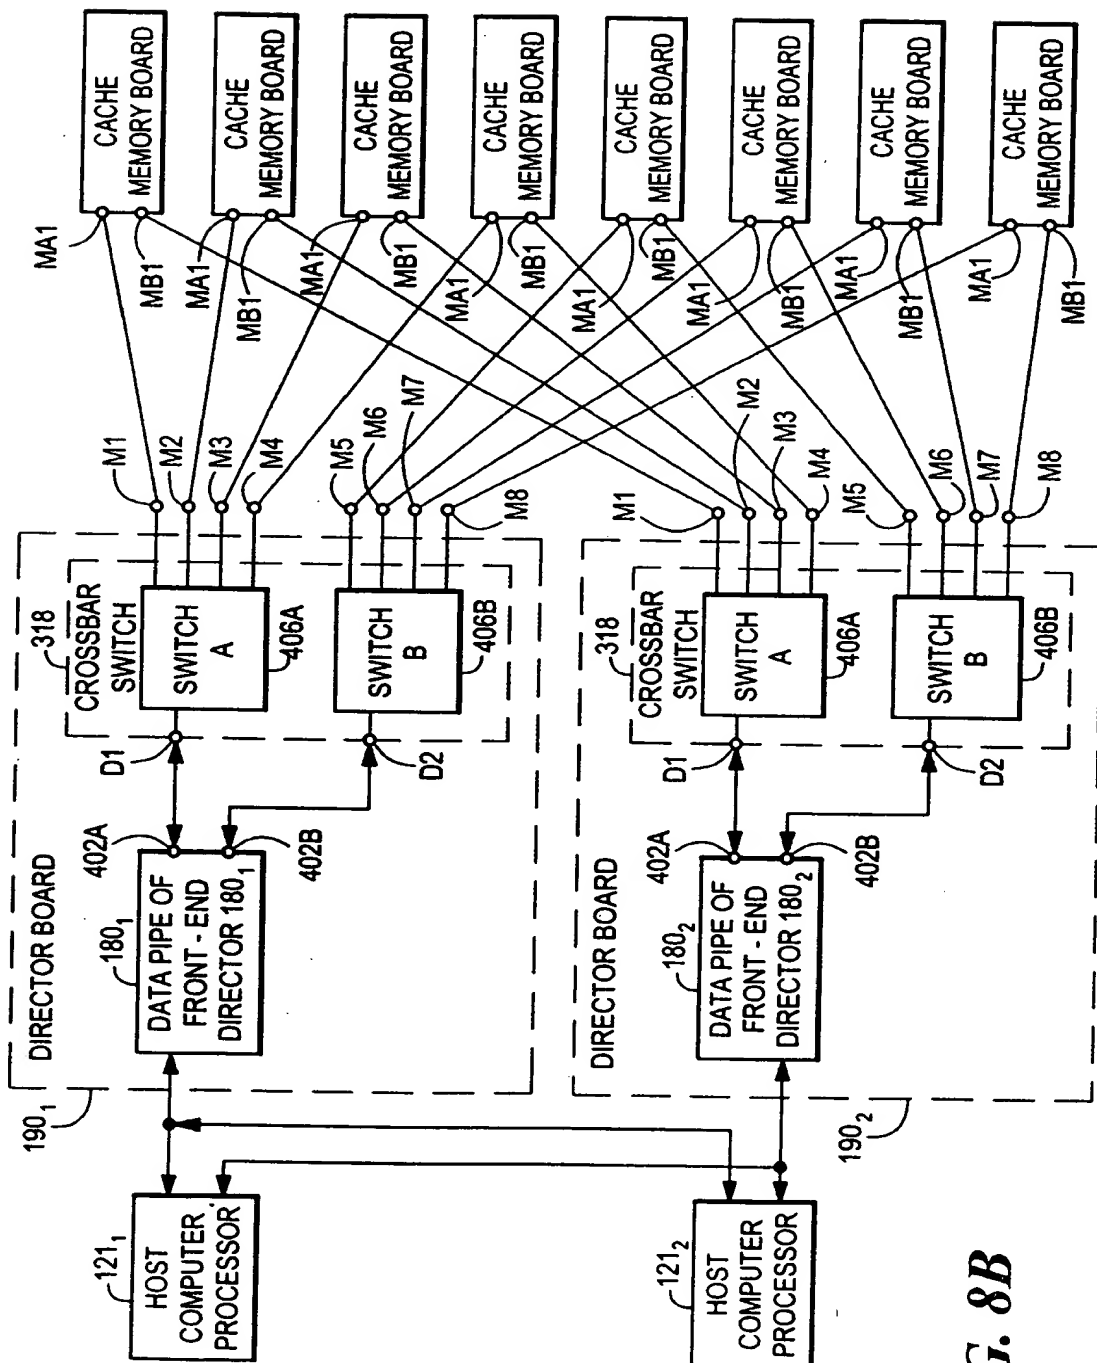 CACHE
MEMORY BOARD
CACHE
MEMORY BOARD
CACHE
MEMORY BOARD
CACHE
MEMORY BOARD
CACHE
MEMORY BOARD
CACHE
MEMORY BOARD
CACHE
MEMORY BOARD
CACHE
MEMORY BOARD
MA1
MB1
MA1
MB1
MA1
MB1
MA1
MB1
MA1
MB1
MA1
MB1
MA1
MB1
MA1
MB1
M1
M2
M3
M4
M5
M6
M7
M8
M1
M2
M3
M4
M5
M6
M7
M8
318
CROSSBAR
SWITCH
SWITCH
A
406A
SWITCH
B
406B
D1
D2
318
CROSSBAR
SWITCH
SWITCH
A
406A
SWITCH
B
406B
D1
D2
DIRECTOR BOARD
402A
402B
180₁
DATA PIPE OF
FRONT - END
DIRECTOR 180₁
190₁
DIRECTOR BOARD
402A
402B
180₂
DATA PIPE OF
FRONT - END
DIRECTOR 180₂
190₂
121₁
HOST
COMPUTER
PROCESSOR
121₂
HOST
COMPUTER
PROCESSOR
G. 8B